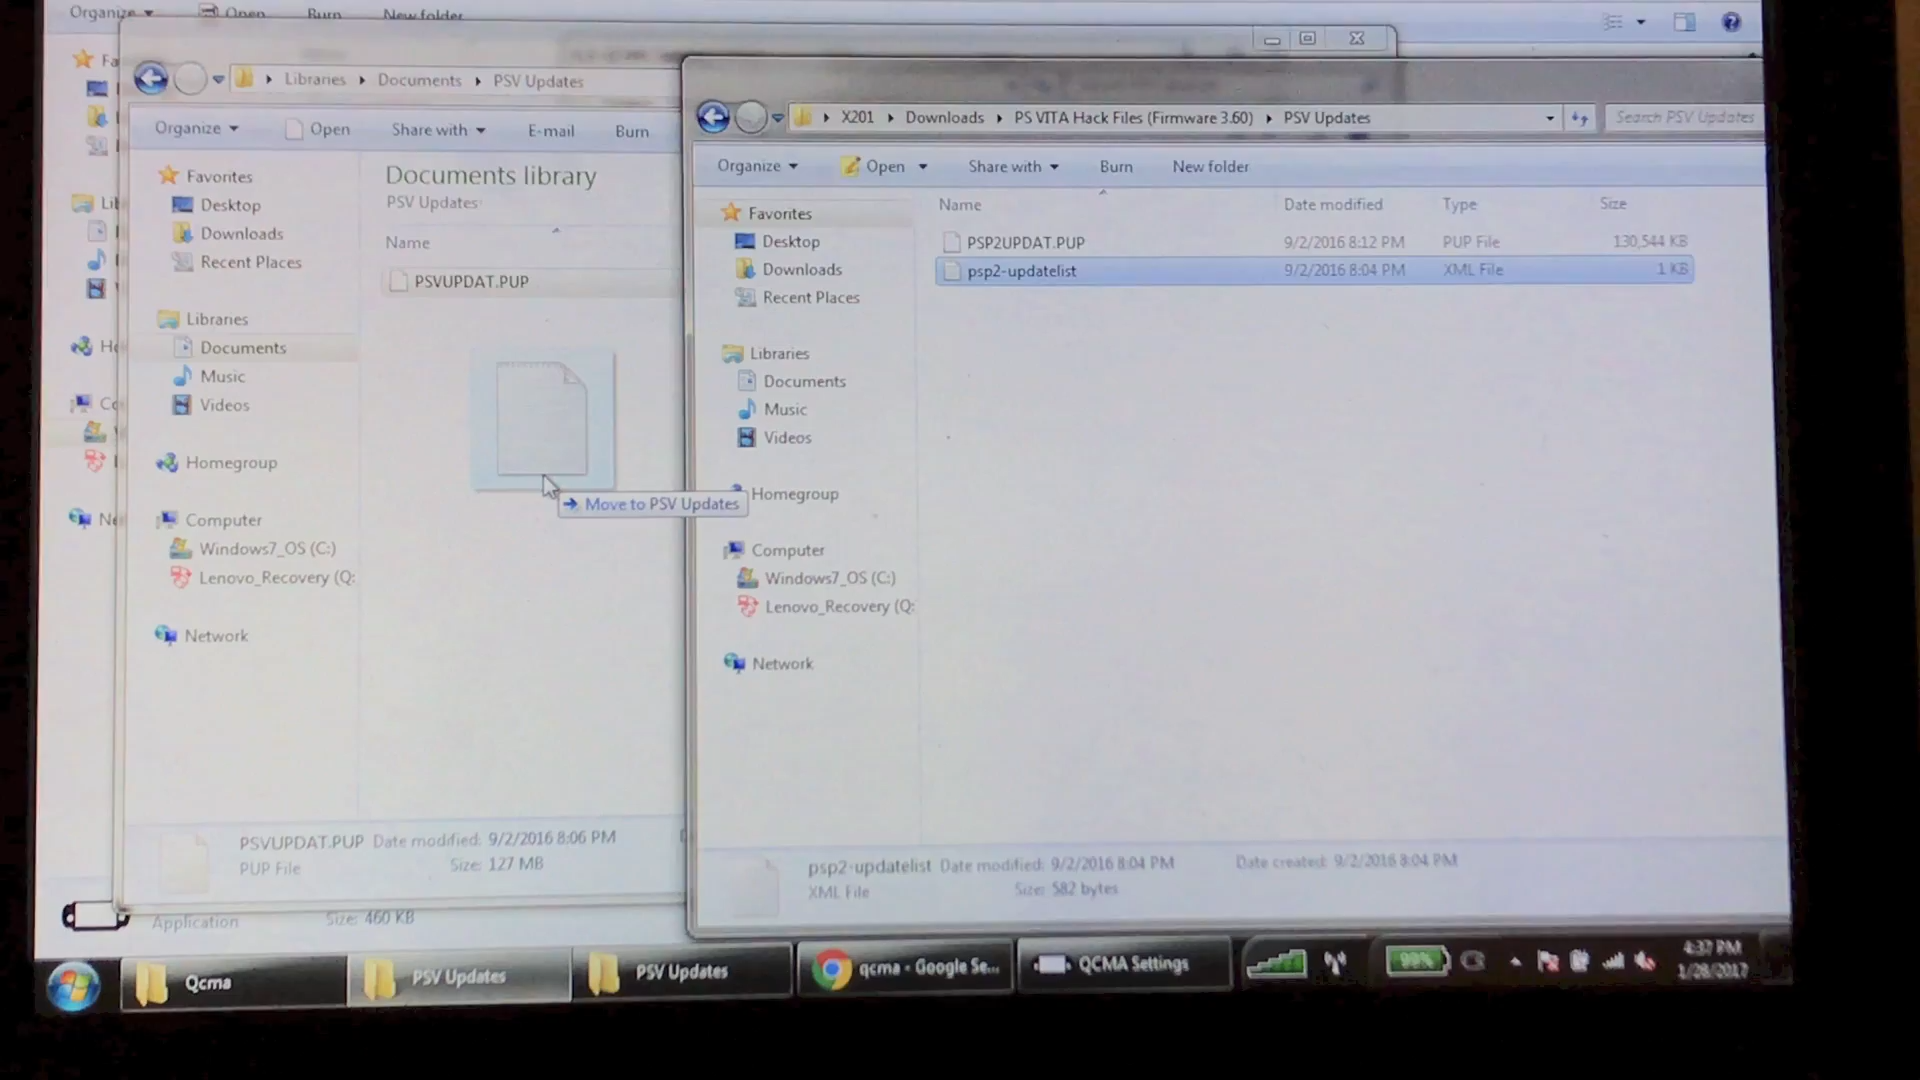 Organize
Open
Burn
New folder
Fa
Lib
Libraries
Documents
PSV Updates
Organize
Open
Share with
E-mail
Burn
Favorites
Desktop
Downloads
Recent Places
Libraries
Documents
Music
Videos
Homegroup
Computer
Windows7_OS (C:)
Lenovo_Recovery (Q:
Network
Documents library
PSV Updates
Name
PSVUPDAT.PUP
Move to PSV Updates
PSVUPDAT.PUP Date modified: 9/2/2016 8:06 PM
PUP File Size: 127 MB
Application Size: 460 KB
X201
Downloads
PS VITA Hack Files (Firmware 3.60)
PSV Updates
Search PSV Updates
Organize
Open
Share with
Burn
New folder
Favorites
Desktop
Downloads
Recent Places
Libraries
Documents
Music
Videos
Homegroup
Computer
Windows7_OS (C:)
Lenovo_Recovery (Q:
Network
Name Date modified Type Size
PSP2UPDAT.PUP 9/2/2016 8:12 PM PUP File 130,544 KB
psp2-updatelist 9/2/2016 8:04 PM XML File 1 KB
psp2-updatelist Date modified: 9/2/2016 8:04 PM Date created: 9/2/2016 8:04 PM
XML File Size: 582 bytes
Qcma
PSV Updates
PSV Updates
qcma - Google Se...
QCMA Settings
99%
4:37 PM
1/28/2017